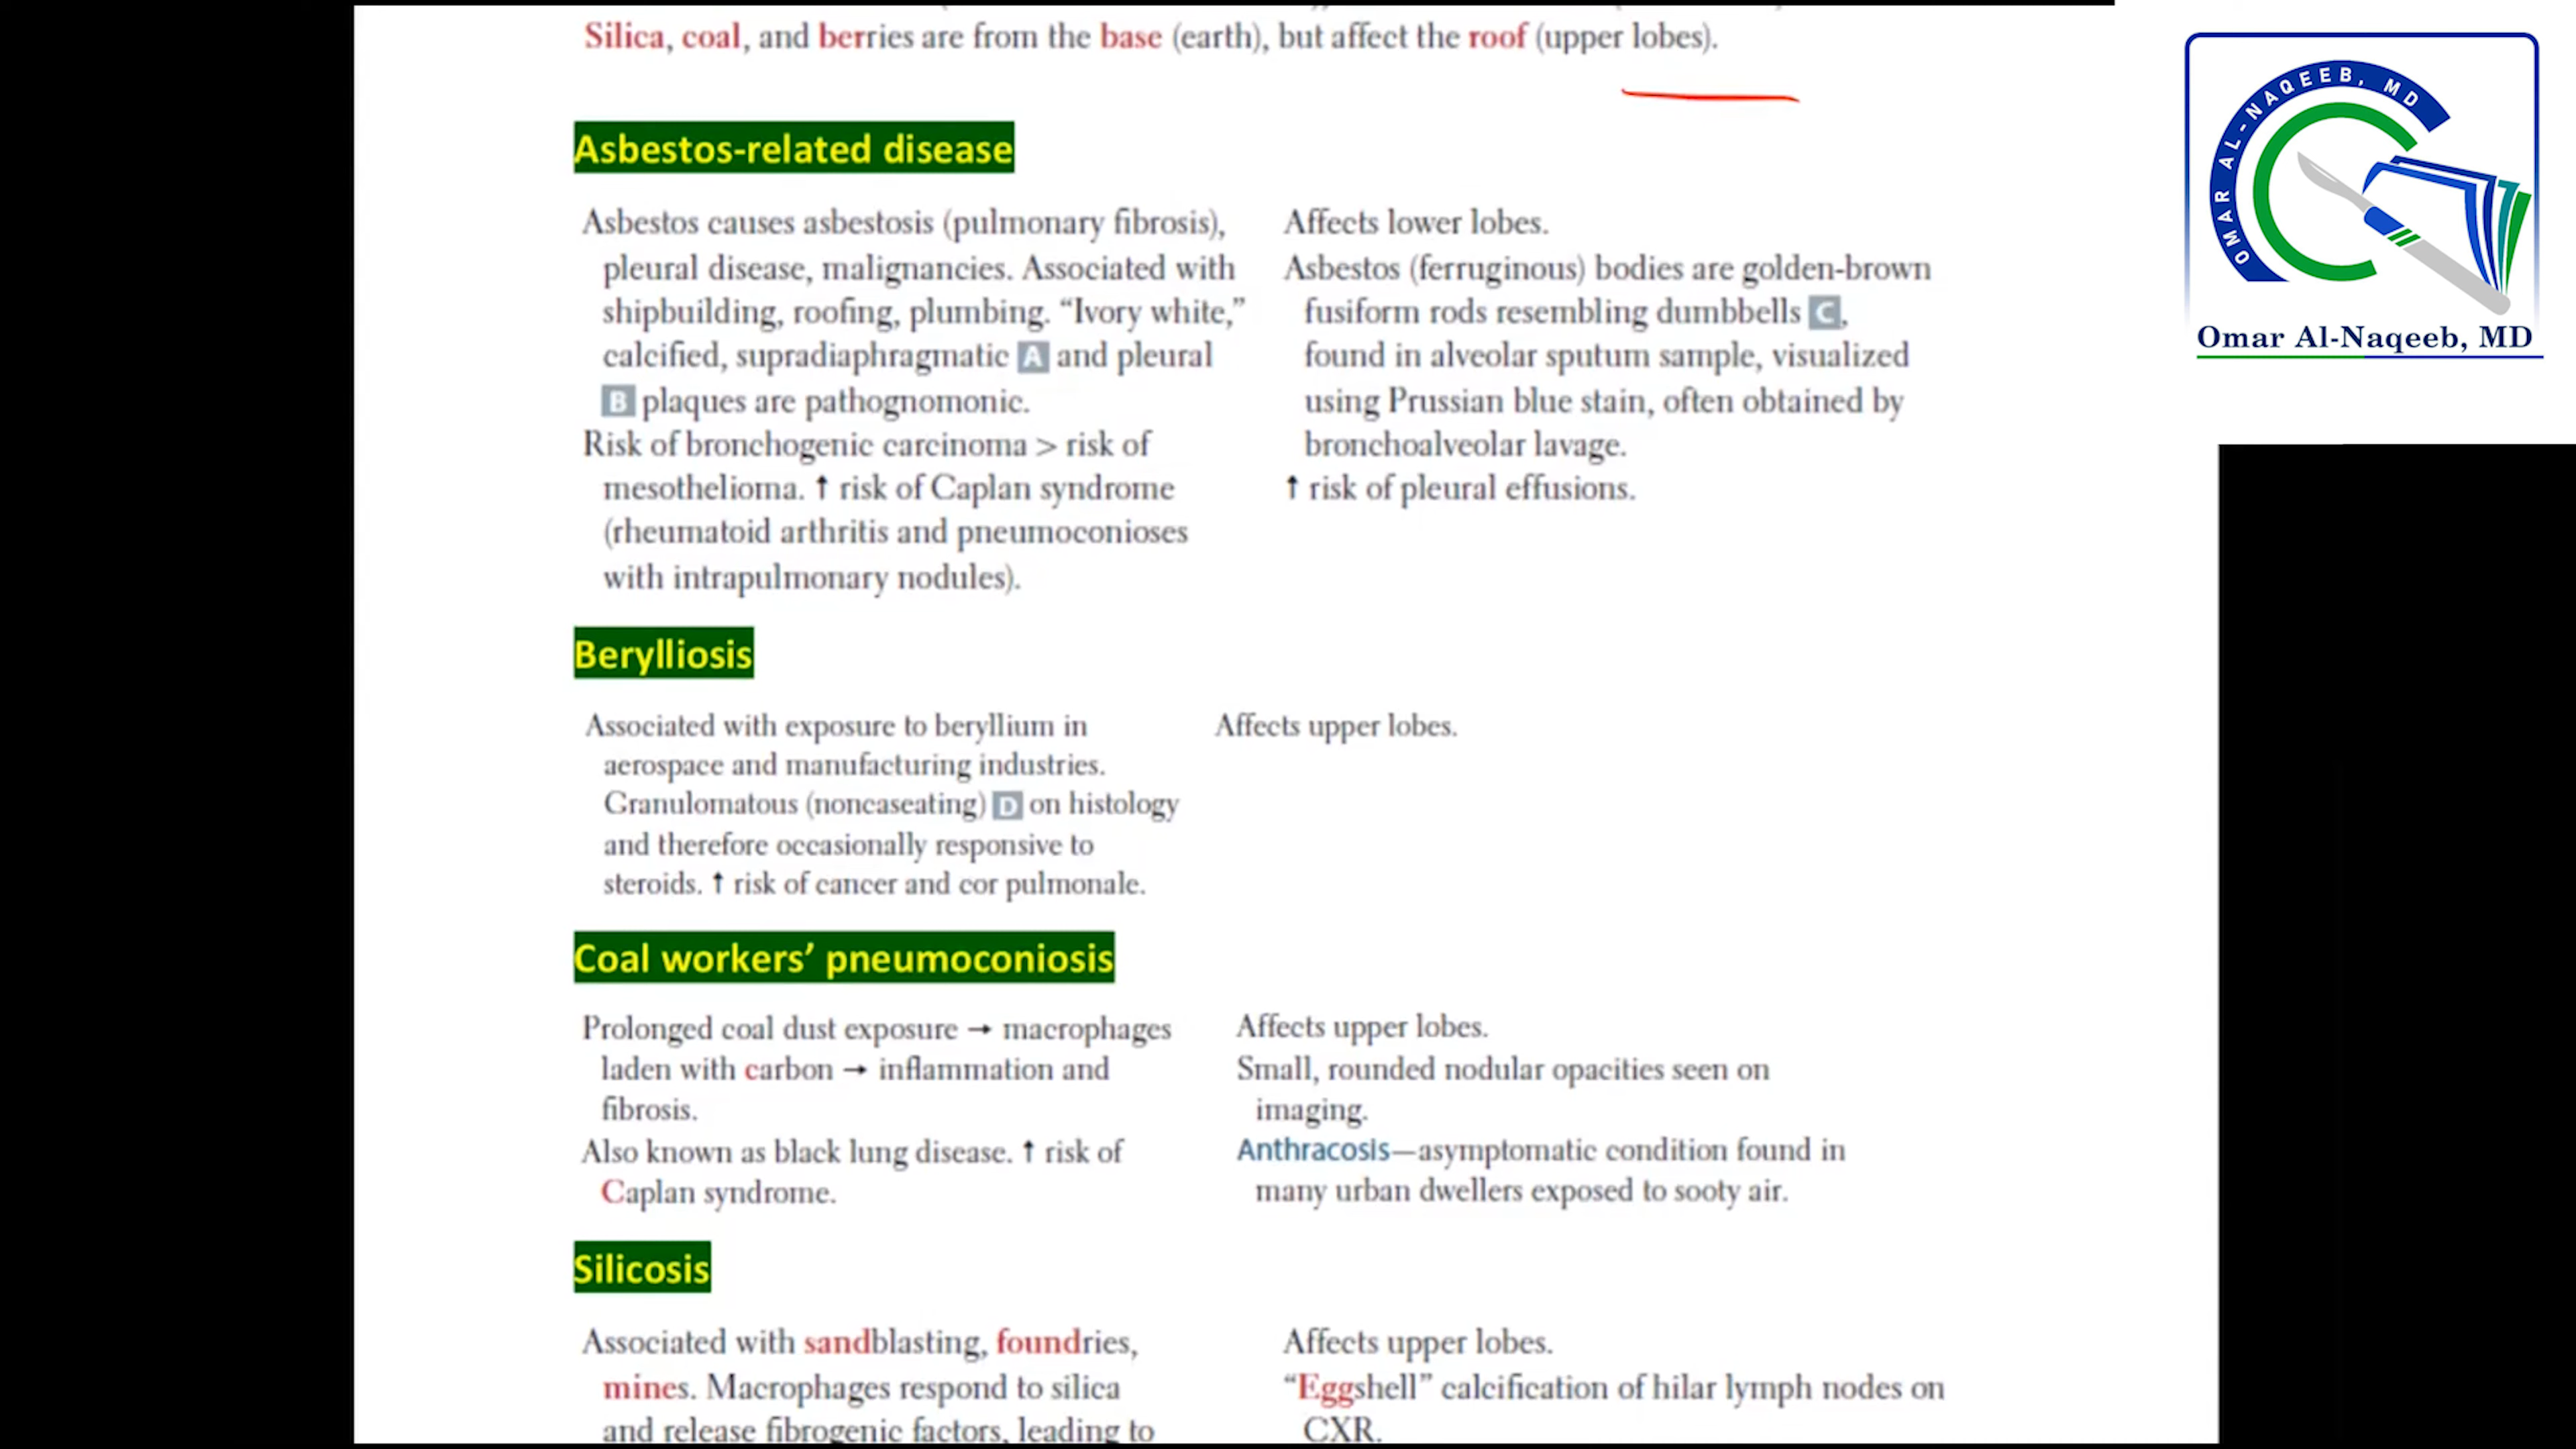 Silica, coal, and berries are from the base (earth), but affect the roof (upper lobes).
OMAR AL-NAQEEB, MD
Omar Al-Naqeeb, MD
Asbestos-related disease
Asbestos causes asbestosis (pulmonary fibrosis),
pleural disease, malignancies. Associated with
shipbuilding, roofing, plumbing. “Ivory white,”
calcified, supradiaphragmatic A and pleural
B plaques are pathognomonic.
Risk of bronchogenic carcinoma > risk of
mesothelioma. ↑ risk of Caplan syndrome
(rheumatoid arthritis and pneumoconioses
with intrapulmonary nodules).
Affects lower lobes.
Asbestos (ferruginous) bodies are golden-brown
fusiform rods resembling dumbbells C,
found in alveolar sputum sample, visualized
using Prussian blue stain, often obtained by
bronchoalveolar lavage.
↑ risk of pleural effusions.
Berylliosis
Associated with exposure to beryllium in
aerospace and manufacturing industries.
Granulomatous (noncaseating) D on histology
and therefore occasionally responsive to
steroids. ↑ risk of cancer and cor pulmonale.
Affects upper lobes.
Coal workers’ pneumoconiosis
Prolonged coal dust exposure → macrophages
laden with carbon → inflammation and
fibrosis.
Also known as black lung disease. ↑ risk of
Caplan syndrome.
Affects upper lobes.
Small, rounded nodular opacities seen on
imaging.
Anthracosis—asymptomatic condition found in
many urban dwellers exposed to sooty air.
Silicosis
Associated with sandblasting, foundries,
mines. Macrophages respond to silica
and release fibrogenic factors, leading to
Affects upper lobes.
“Eggshell” calcification of hilar lymph nodes on
CXR.